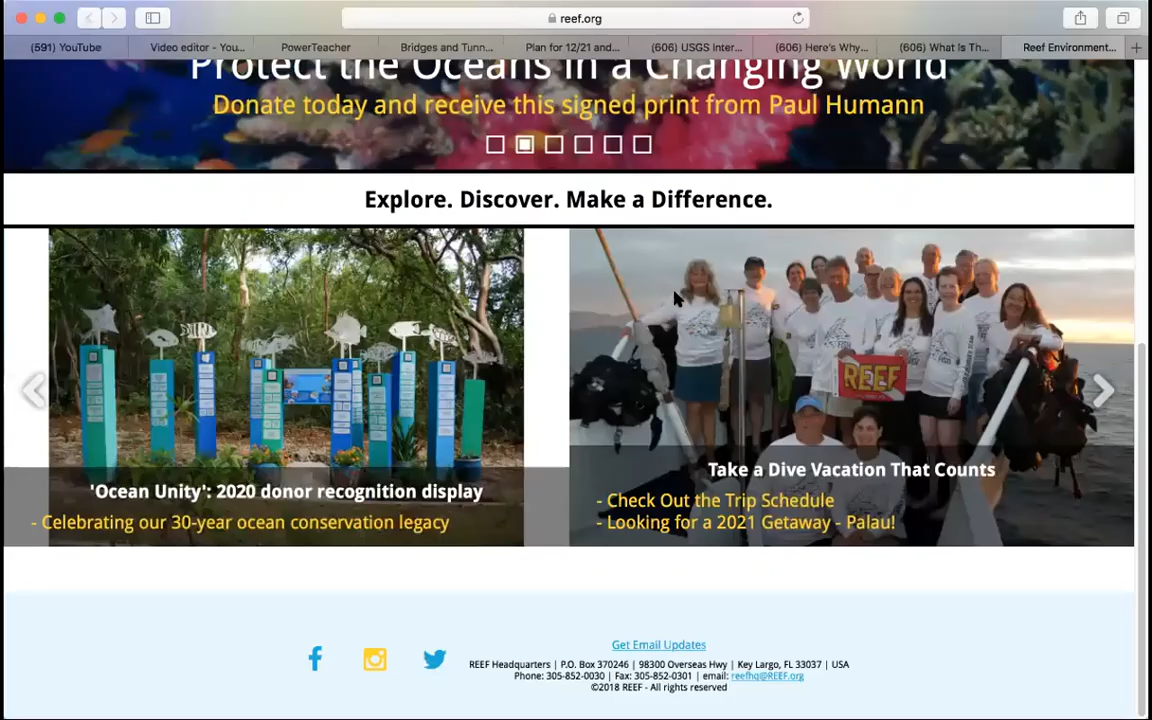 reef.org
(591) YouTube
Video editor - You...
PowerTeacher
Bridges and Tunn...
Plan for 12/21 and...
(606) USGS Inter...
(606) Here's Why...
(606) What Is Th...
Reef Environment...
Protect the Oceans in a Changing World
Donate today and receive this signed print from Paul Humann
Explore. Discover. Make a Difference.
REEF
'Ocean Unity': 2020 donor recognition display
- Celebrating our 30-year ocean conservation legacy
Take a Dive Vacation That Counts
- Check Out the Trip Schedule
- Looking for a 2021 Getaway - Palau!
Get Email Updates
REEF Headquarters | P.O. Box 370246 | 98300 Overseas Hwy | Key Largo, FL 33037 | USA
Phone: 305-852-0030 | Fax: 305-852-0301 | email: reefhq@REEF.org
©2018 REEF - All rights reserved